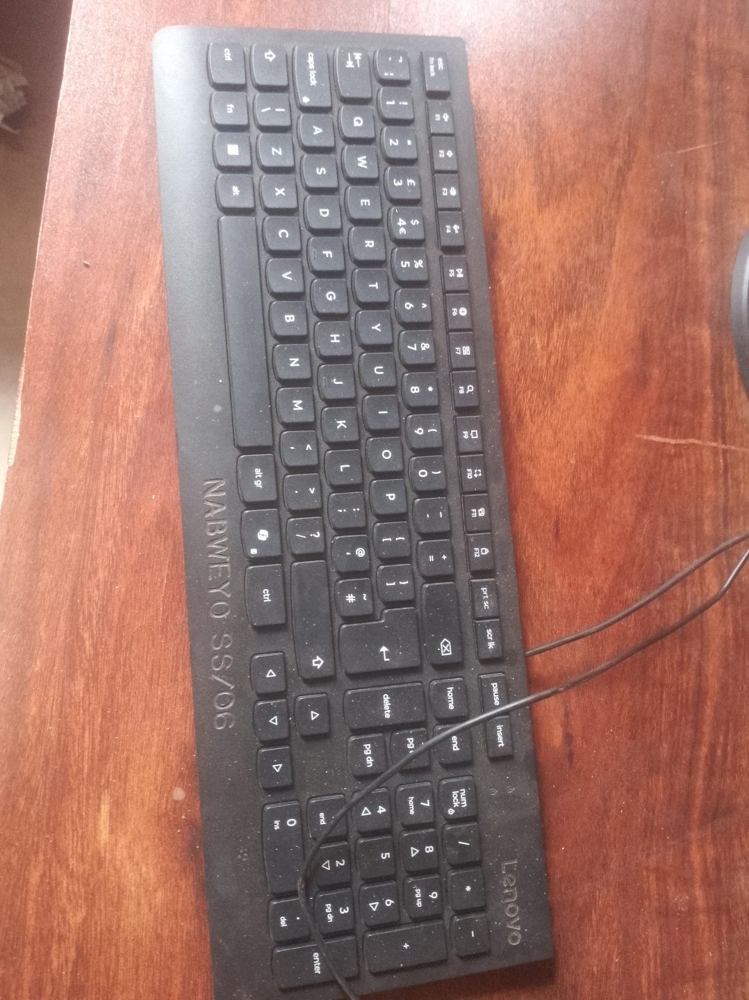 esc
fn lock
F1
F2
F3
F4
F5
F6
F7
F8
F9
F10
F11
F12
prt sc
scr lk
pause
insert
!
1
"
2
£
3
$
4 €
%
5
^
6
&
7
*
8
(
9
)
0
_
-
+
=
home
end
num lock
/
*
-
Q
W
E
R
T
Y
U
I
O
P
{
[
}
]
delete
pg dn
7
home
8
9
pg up
+
caps lock
A
S
D
F
G
H
J
K
L
:
;
@
'
~
#
4
5
6
|
\
Z
X
C
V
B
N
M
<
,
>
.
?
/
end
2
3
pg dn
enter
ctrl
fn
alt
alt gr
ctrl
0
ins
.
del
Lenovo
NABWEYO SS/06